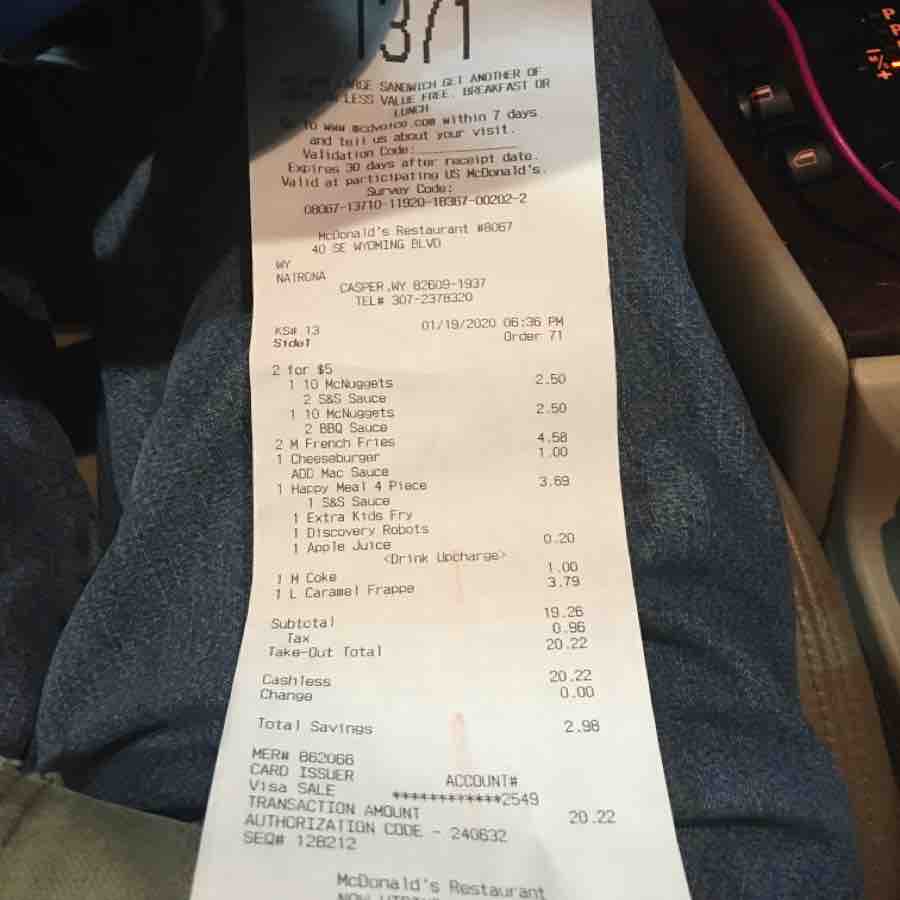 1371
SANDWICH GET ANOTHER OF
LESS VALUE FREE. BREAKFAST OR
LUNCH
TO www.mcdvoice.com within 7 days
and tell us about your visit.
Validation Code:
Expires 30 days after receipt date.
Valid at participating US McDonald's.
Survey Code:
08067-13710-11920-18367-00202-2
McDonald's Restaurant #8067
40 SE WYOMING BLVD
WY
NATRONA
CASPER,WY 82609-1937
TEL# 307-2378320
KS# 13 01/19/2020 06:36 PM
Side1 Order 71
2 for $5
1 10 McNuggets 2.50
2 S&S Sauce
1 10 McNuggets 2.50
2 BBQ Sauce
2 M French Fries 4.58
1 Cheeseburger 1.00
ADD Mac Sauce
1 Happy Meal 4 Piece 3.69
1 S&S Sauce
1 Extra Kids Fry
1 Discovery Robots
1 Apple Juice 0.20
<Drink Upcharge>
1 M Coke 1.00
1 L Caramel Frappe 3.79
Subtotal 19.26
Tax 0.96
Take-Out Total 20.22
Cashless 20.22
Change 0.00
Total Savings 2.98
MER# 862066
CARD ISSUER ACCOUNT#
Visa SALE ************2549
TRANSACTION AMOUNT 20.22
AUTHORIZATION CODE - 240632
SEQ# 128212
McDonald's Restaurant